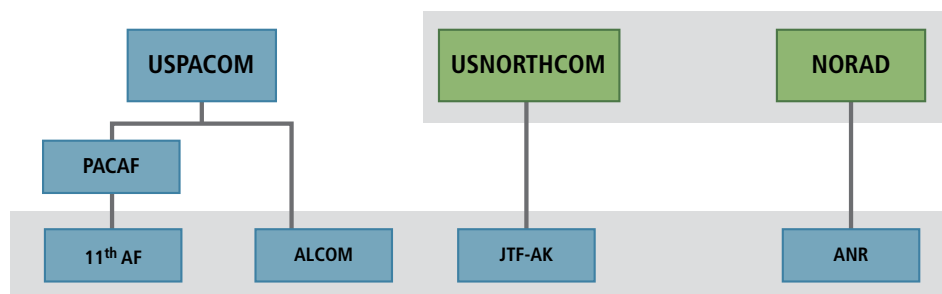 USPACOM
USNORTHCOM
NORAD
PACAF
11th AF
ALCOM
JTF-AK
ANR